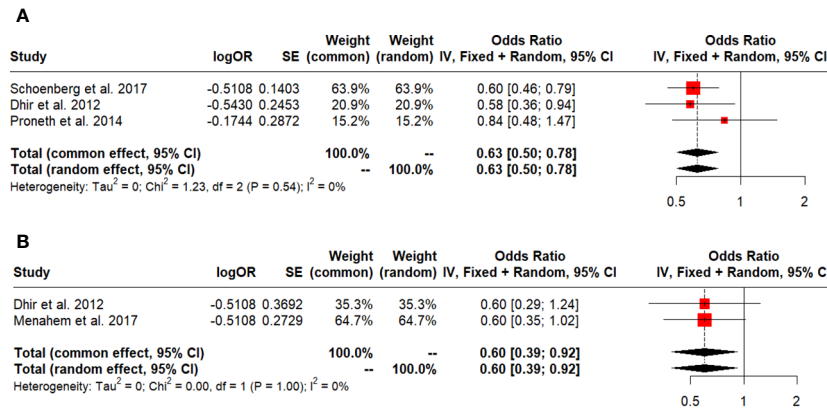 A
Weight Weight Odds Ratio Odds Ratio
Study logOR SE (common) (random) IV, Fixed + Random, 95% CI IV, Fixed + Random, 95% CI
Schoenberg et al. 2017 -0.5108 0.1403 63.9% 63.9% 0.60 [0.46; 0.79]
Dhir et al. 2012 -0.5430 0.2453 20.9% 20.9% 0.58 [0.36; 0.94]
Proneth et al. 2014 -0.1744 0.2872 15.2% 15.2% 0.84 [0.48; 1.47]
Total (common effect, 95% CI) 100.0% -- 0.63 [0.50; 0.78]
Total (random effect, 95% CI) -- 100.0% 0.63 [0.50; 0.78]
Heterogeneity: Tau² = 0; Chi² = 1.23, df = 2 (P = 0.54); I² = 0%
0.5 1 2
B
Weight Weight Odds Ratio Odds Ratio
Study logOR SE (common) (random) IV, Fixed + Random, 95% CI IV, Fixed + Random, 95% CI
Dhir et al. 2012 -0.5108 0.3692 35.3% 35.3% 0.60 [0.29; 1.24]
Menahem et al. 2017 -0.5108 0.2729 64.7% 64.7% 0.60 [0.35; 1.02]
Total (common effect, 95% CI) 100.0% -- 0.60 [0.39; 0.92]
Total (random effect, 95% CI) -- 100.0% 0.60 [0.39; 0.92]
Heterogeneity: Tau² = 0; Chi² = 0.00, df = 1 (P = 1.00); I² = 0%
0.5 1 2